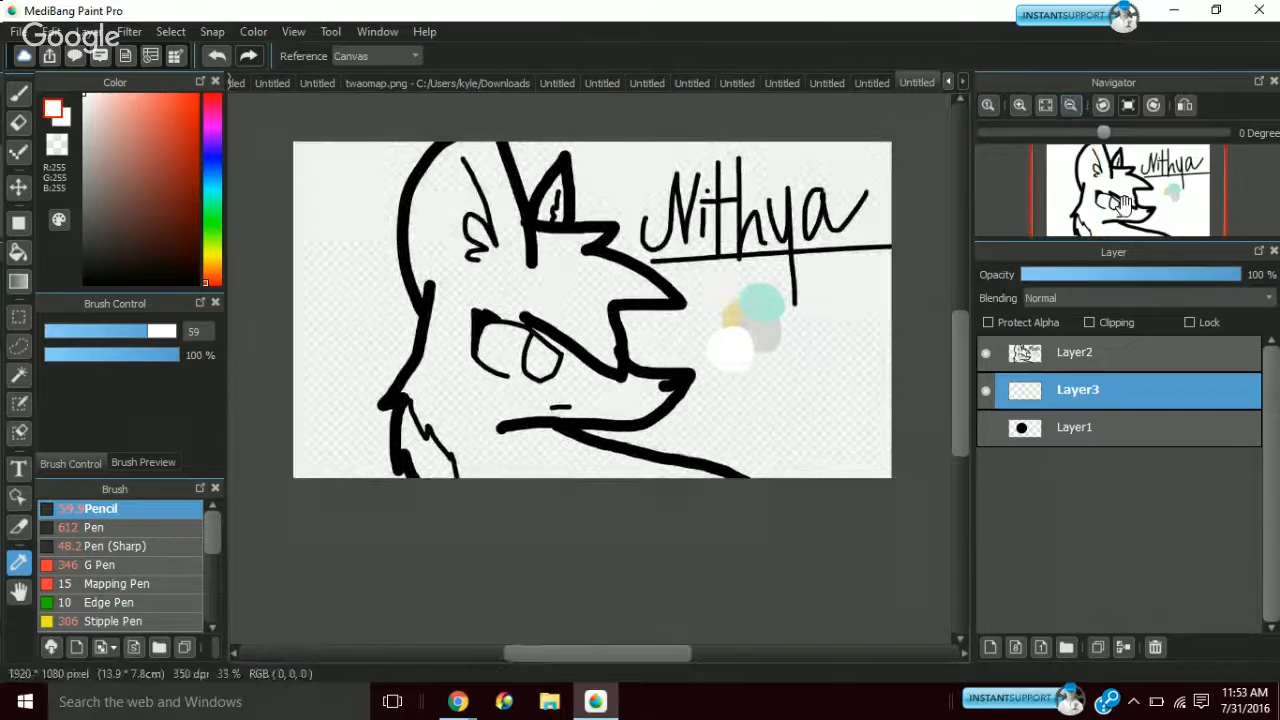 MediBang Paint Pro
INSTANTSUPPORT
File Edit Layer Filter Select Snap Color View Tool Window Help
Google
Reference Canvas
Color
led Untitled Untitled twaomap.png - C:/Users/kyle/Downloads Untitled Untitled Untitled Untitled Untitled Untitled Untitled Untitled Untitled
Navigator
0 Degree
R:255
G:255
B:255
Nithya
Nithya
Layer
Opacity 100 %
Blending Normal
Protect Alpha Clipping Lock
Layer2
Layer3
Layer1
Brush Control
59
100 %
Brush Control Brush Preview
Brush
59.9 Pencil
612 Pen
48.2 Pen (Sharp)
346 G Pen
15 Mapping Pen
10 Edge Pen
306 Stipple Pen
T
1920 * 1080 pixel (13.9 * 7.8cm) 350 dpi 33 % RGB ( 0, 0, 0 )
Search the web and Windows
INSTANTSUPPORT
11:53 AM
7/31/2016